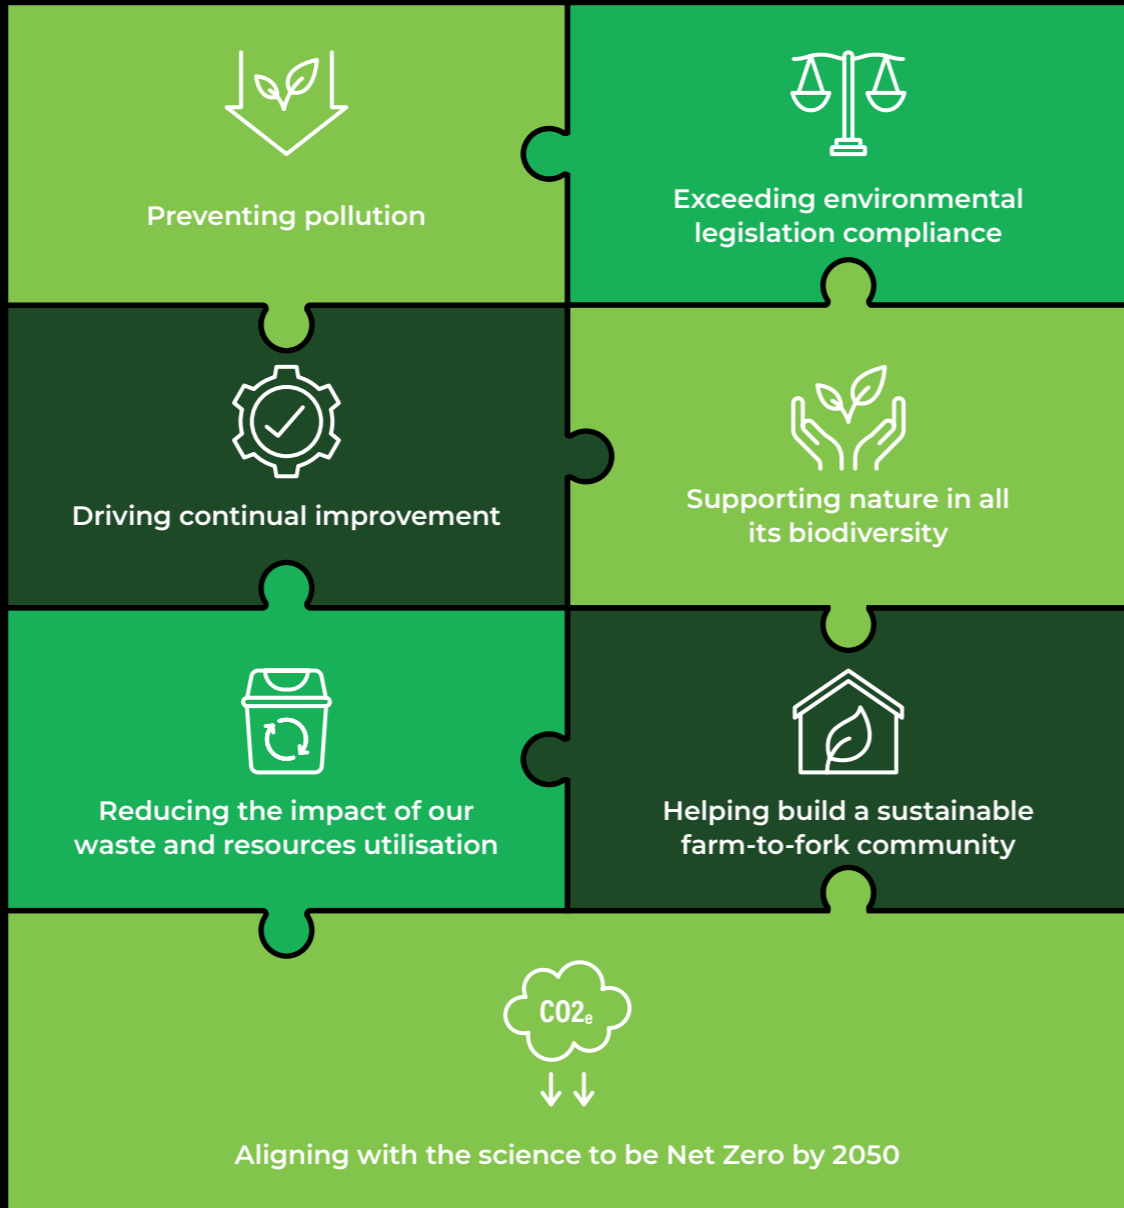 Preventing pollution
Exceeding environmental
legislation compliance
Driving continual improvement
Supporting nature in all
its biodiversity
Reducing the impact of our
waste and resources utilisation
Helping build a sustainable
farm-to-fork community
CO2e
Aligning with the science to be Net Zero by 2050